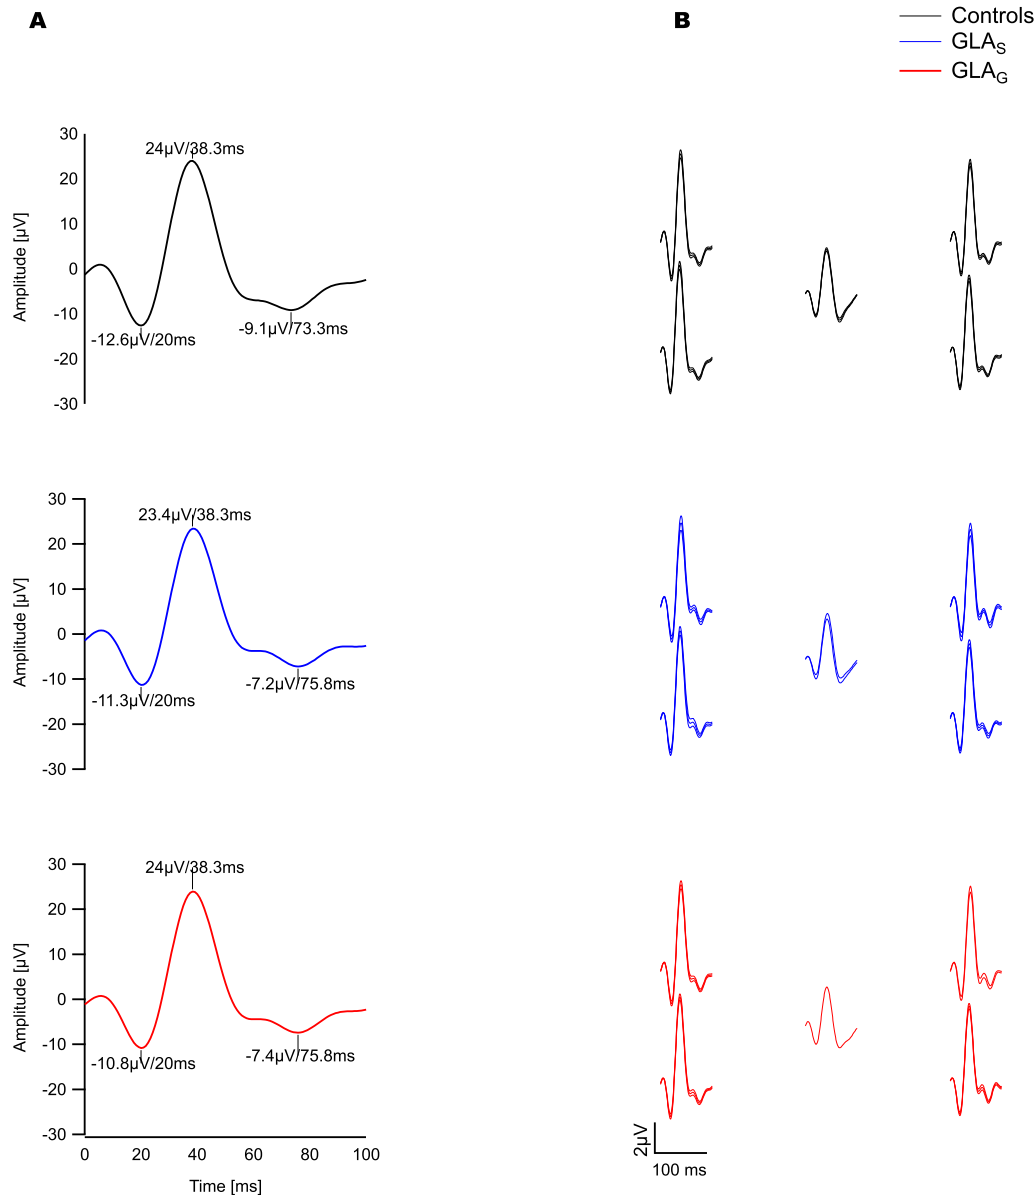 A
B
Controls
GLAS
GLAG
30
20
10
0
-10
-20
-30
Amplitude [µV]
24µV/38.3ms
-12.6µV/20ms
-9.1µV/73.3ms
30
20
10
0
-10
-20
-30
Amplitude [µV]
23.4µV/38.3ms
-11.3µV/20ms
-7.2µV/75.8ms
30
20
10
0
-10
-20
-30
Amplitude [µV]
24µV/38.3ms
-10.8µV/20ms
-7.4µV/75.8ms
0 20 40 60 80 100
Time [ms]
2µV
100 ms